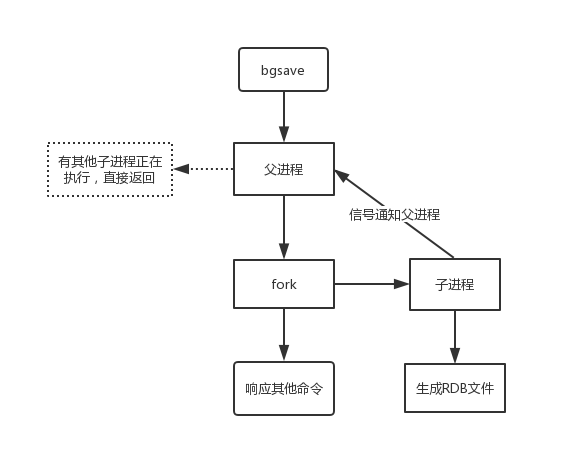 bgsave
有其他子进程正在
执行，直接返回
父进程
信号通知父进程
fork
子进程
响应其他命令
生成RDB文件